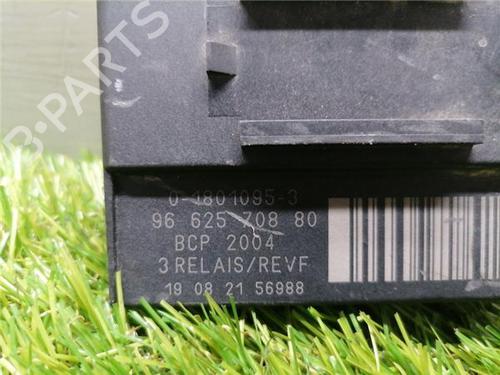 B-PARTS
0-1801095-3
96 625 708 80
BCP 2004
3 RELAIS/REVF
19 08 21 56988